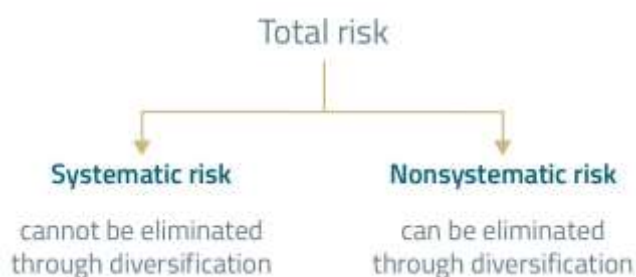 Total risk
Systematic risk
cannot be eliminated
through diversification
Nonsystematic risk
can be eliminated
through diversification